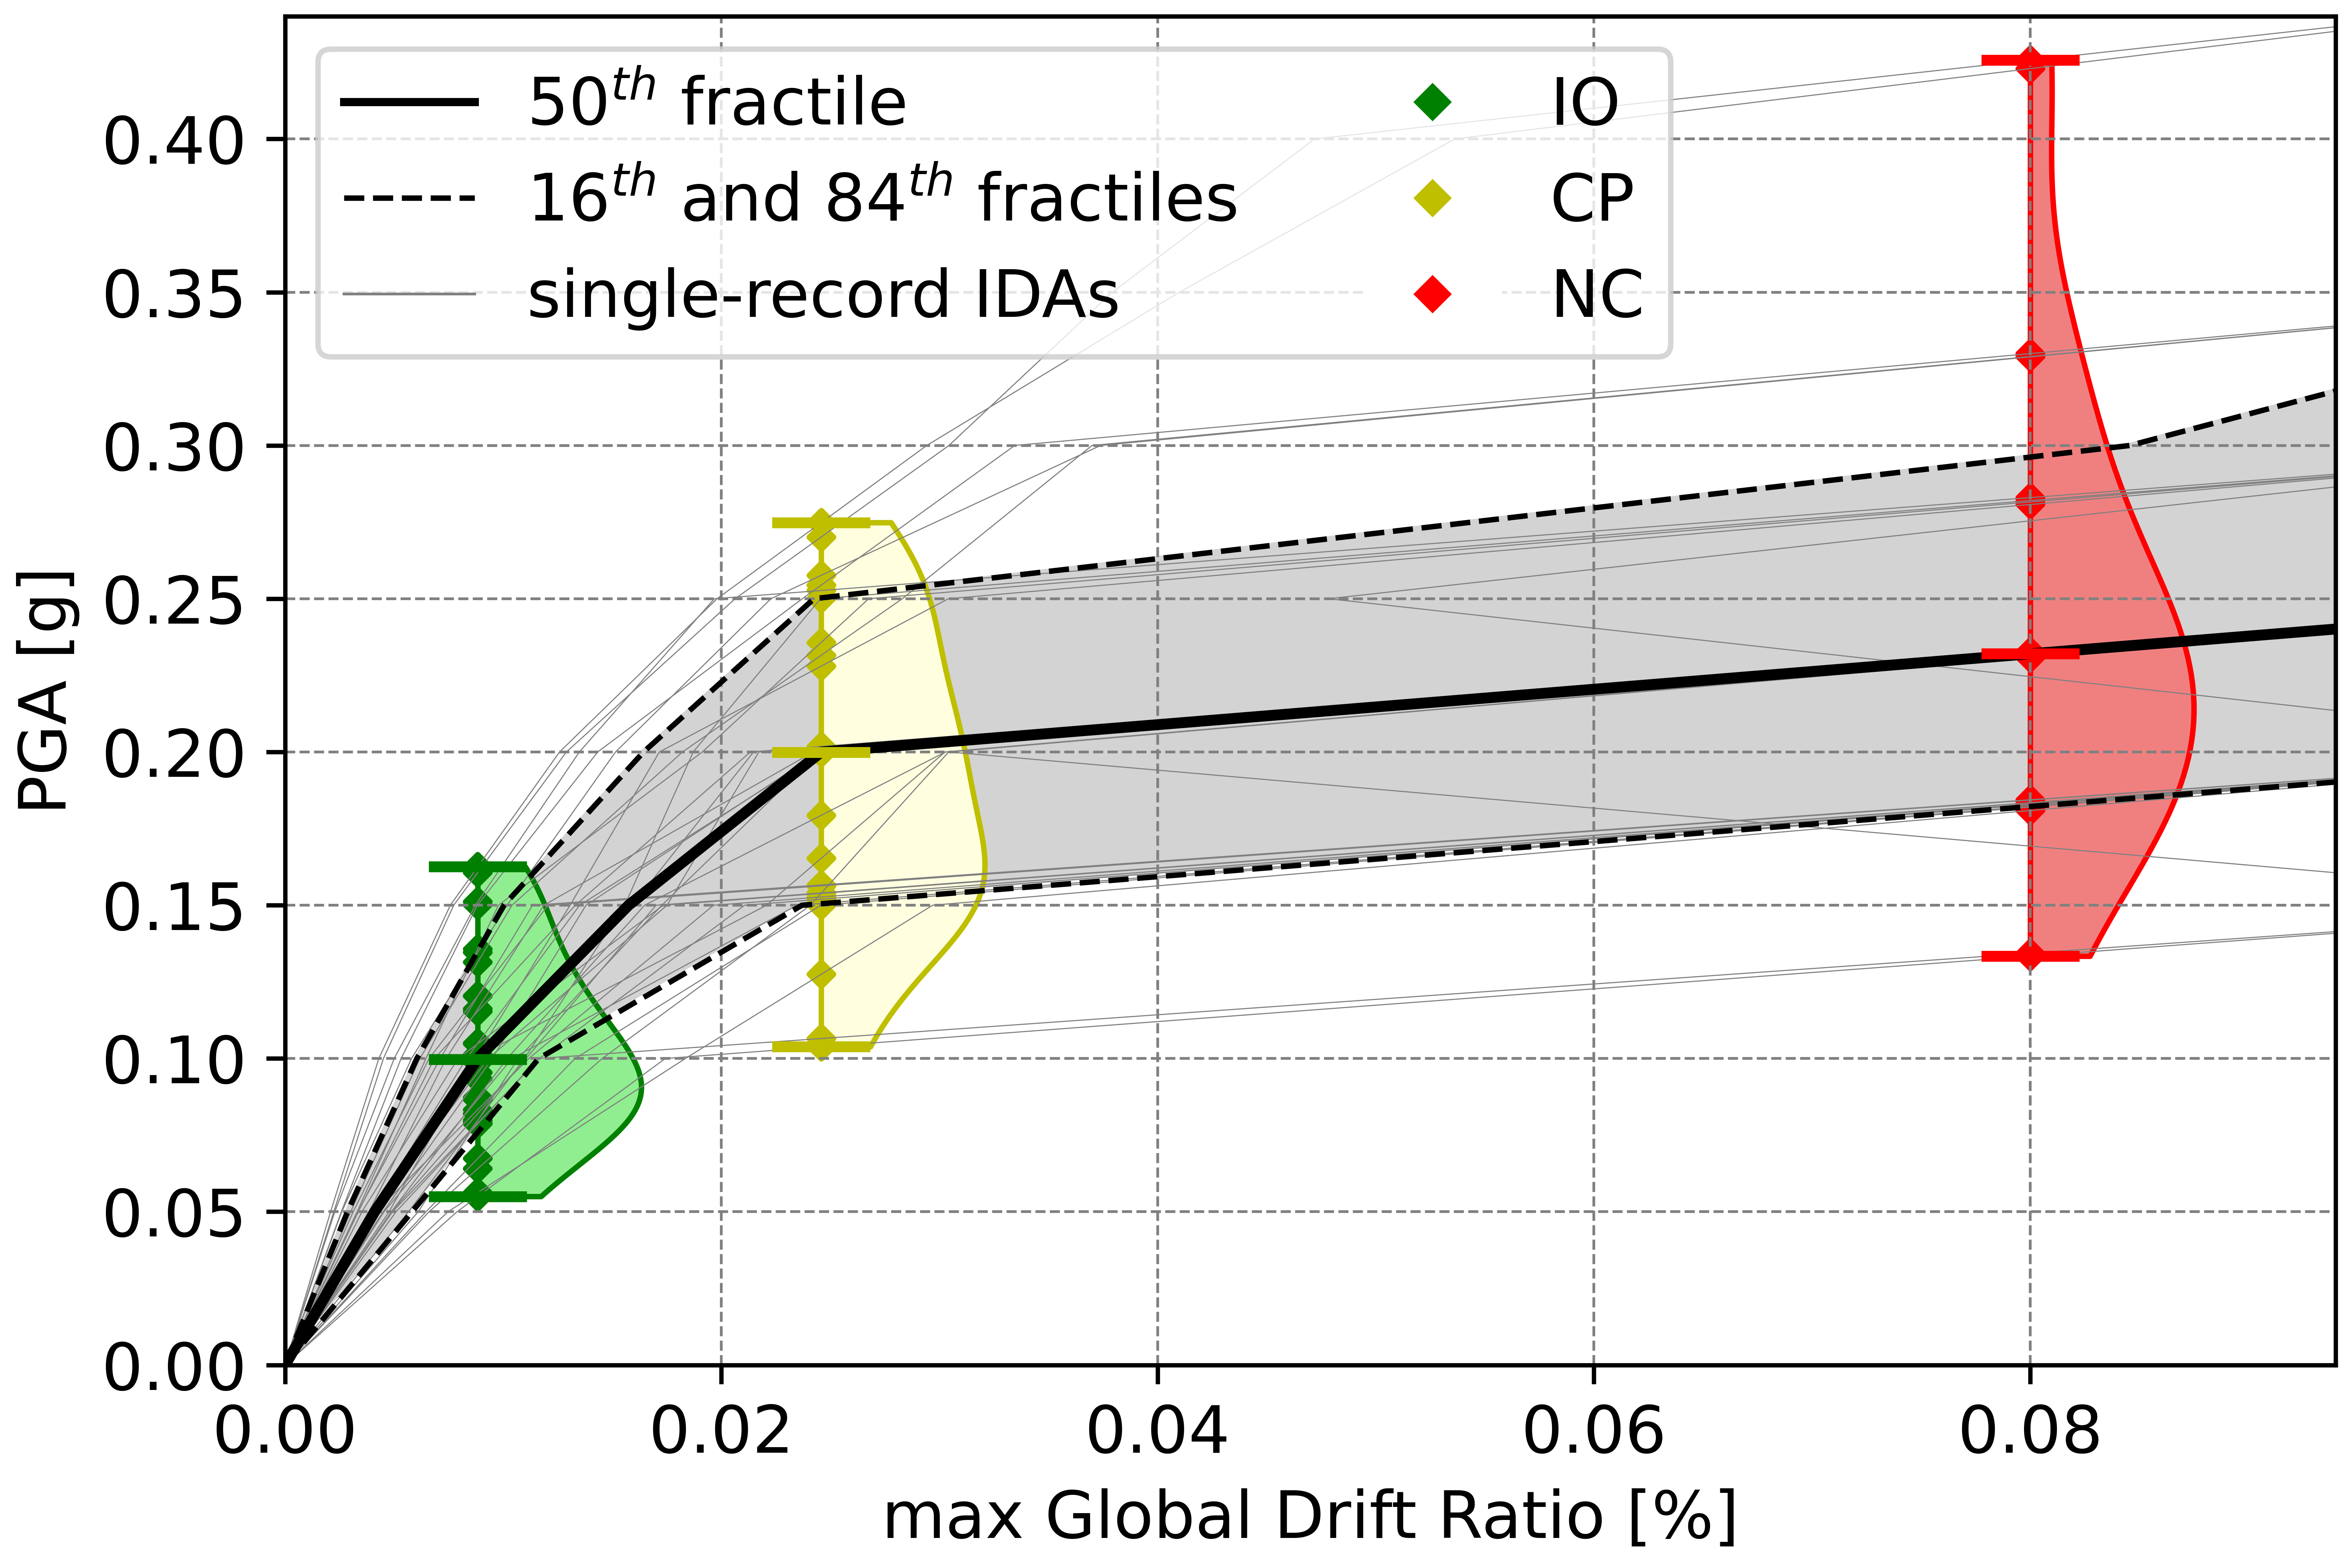 50th fractile
16th and 84th fractiles
single-record IDAs
IO
CP
NC
PGA [g]
0.40
0.35
0.30
0.25
0.20
0.15
0.10
0.05
0.00
0.00 0.02 0.04 0.06 0.08
max Global Drift Ratio [%]